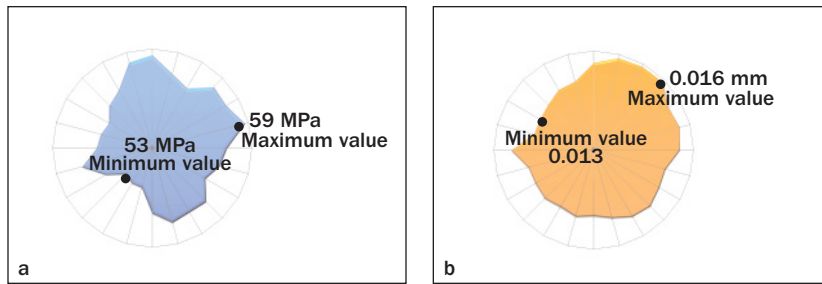 59 MPa
Maximum value
53 MPa
Minimum value
a
0.016 mm
Maximum value
Minimum value
0.013
b